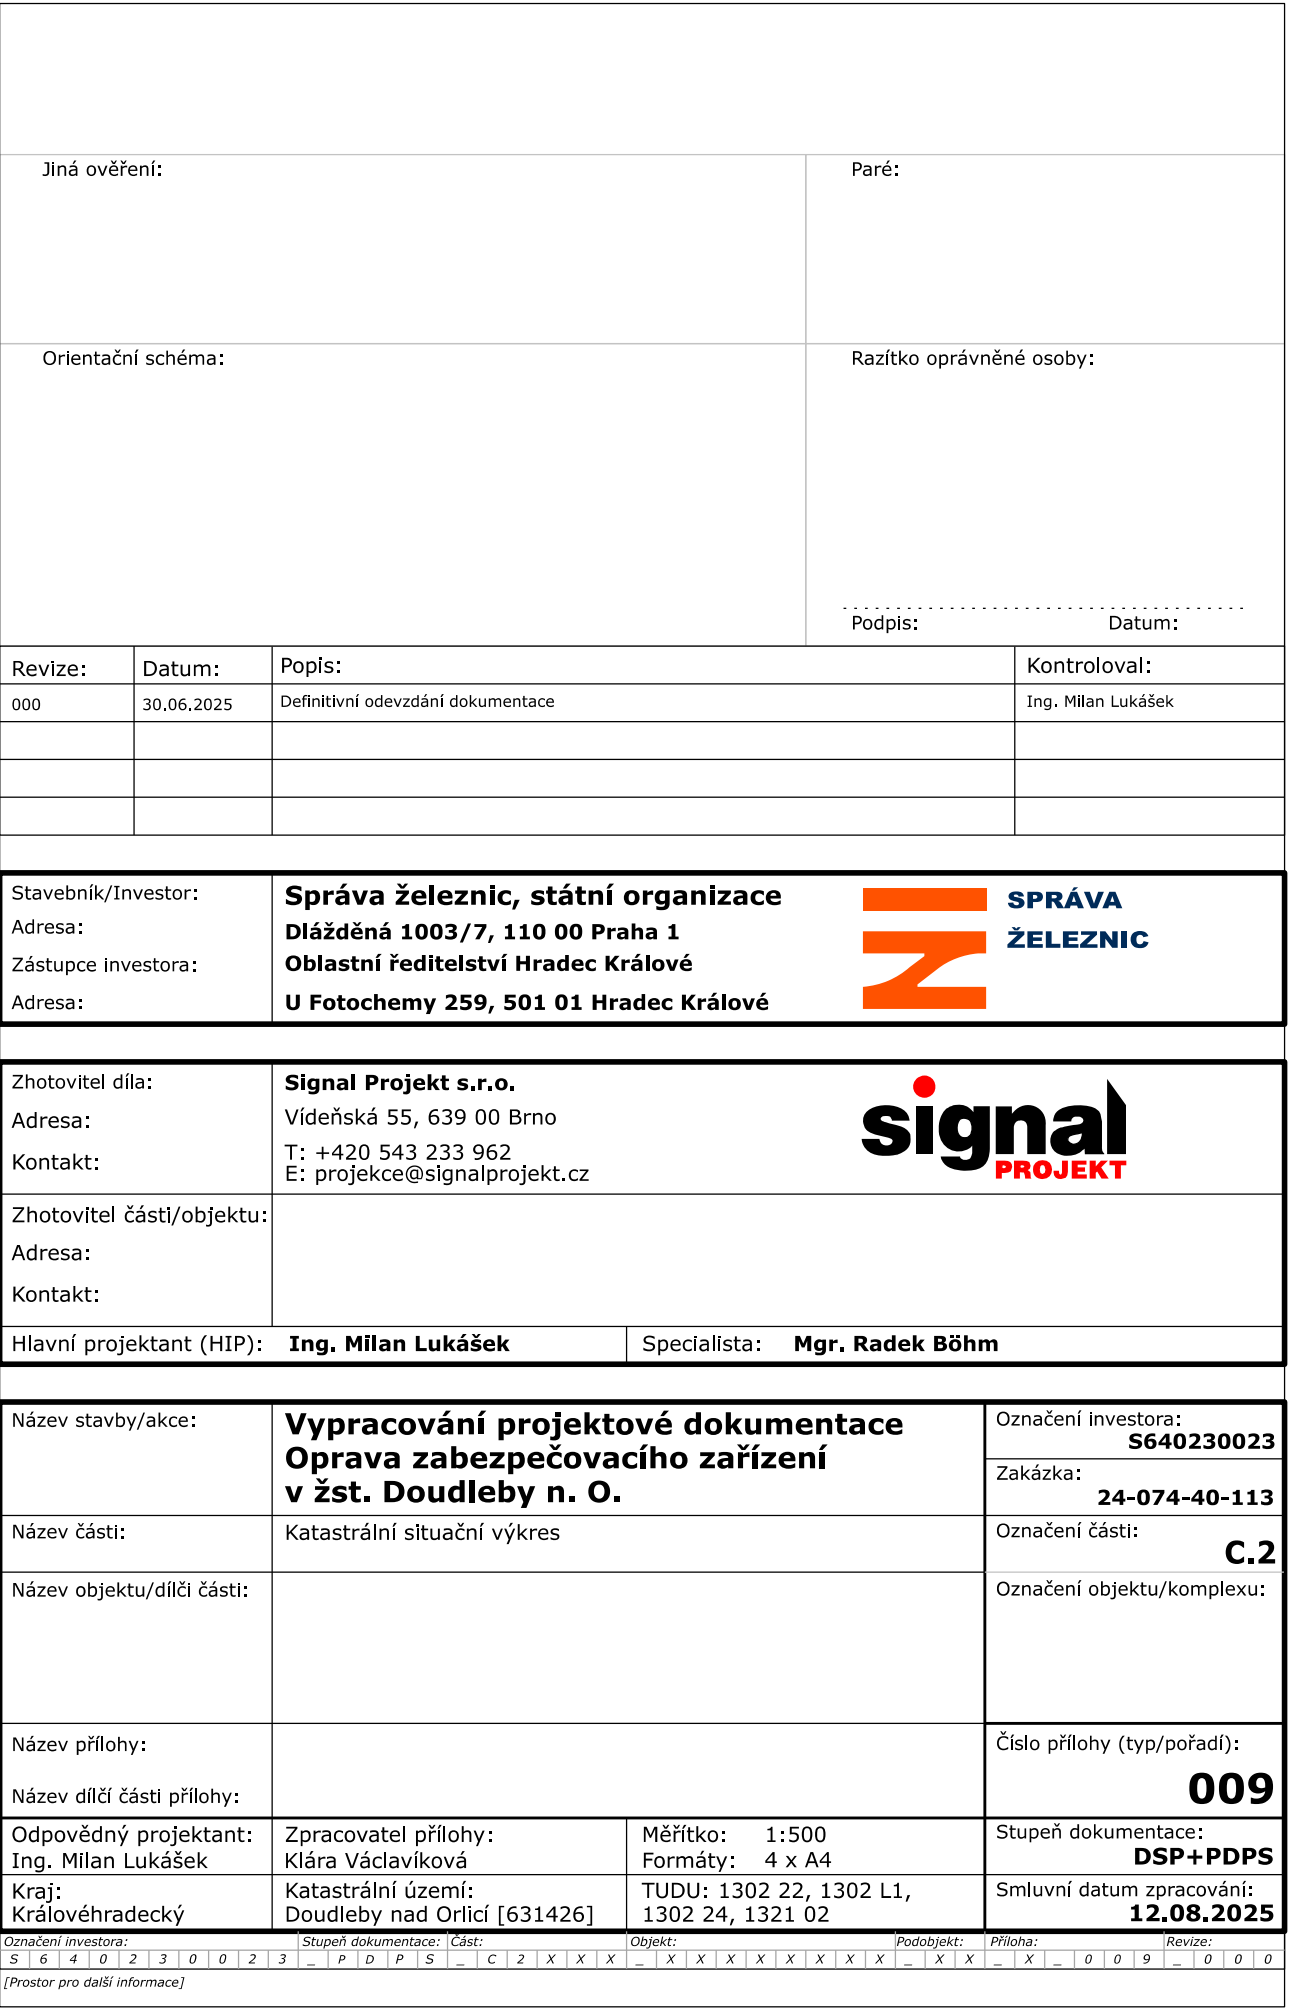 Jiná ověření:
Paré:
Orientační schéma:
Razítko oprávněné osoby:
Podpis: Datum:
Revize: Datum: Popis: Kontroloval:
000 30.06.2025 Definitivní odevzdání dokumentace Ing. Milan Lukášek
Stavebník/Investor: Správa železnic, státní organizace
Adresa: Dlážděná 1003/7, 110 00 Praha 1
Zástupce investora: Oblastní ředitelství Hradec Králové
Adresa: U Fotochemy 259, 501 01 Hradec Králové
SPRÁVA
ŽELEZNIC
Zhotovitel díla: Signal Projekt s.r.o.
Adresa: Vídeňská 55, 639 00 Brno
Kontakt: T: +420 543 233 962
E: projekce@signalprojekt.cz
signal
PROJEKT
Zhotovitel části/objektu:
Adresa:
Kontakt:
Hlavní projektant (HIP): Ing. Milan Lukášek Specialista: Mgr. Radek Böhm
Název stavby/akce: Vypracování projektové dokumentace
Oprava zabezpečovacího zařízení
v žst. Doudleby n. O.
Označení investora:
S640230023
Zakázka:
24-074-40-113
Název části: Katastrální situační výkres
Označení části:
C.2
Název objektu/dílči části:
Označení objektu/komplexu:
Název přílohy:
Název dílčí části přílohy:
Číslo přílohy (typ/pořadí):
009
Odpovědný projektant:
Ing. Milan Lukášek
Zpracovatel přílohy:
Klára Václavíková
Měřítko: 1:500
Formáty: 4 x A4
Stupeň dokumentace:
DSP+PDPS
Kraj:
Královéhradecký
Katastrální území:
Doudleby nad Orlicí [631426]
TUDU: 1302 22, 1302 L1,
1302 24, 1321 02
Smluvní datum zpracování:
12.08.2025
Označení investora: Stupeň dokumentace: Část: Objekt: Podobjekt: Příloha: Revize:
S 6 4 0 2 3 0 0 2 3 _ P D P S _ C 2 X X X _ X X X X X X X X _ X X _ X _ 0 0 9 _ 0 0 0
[Prostor pro další informace]